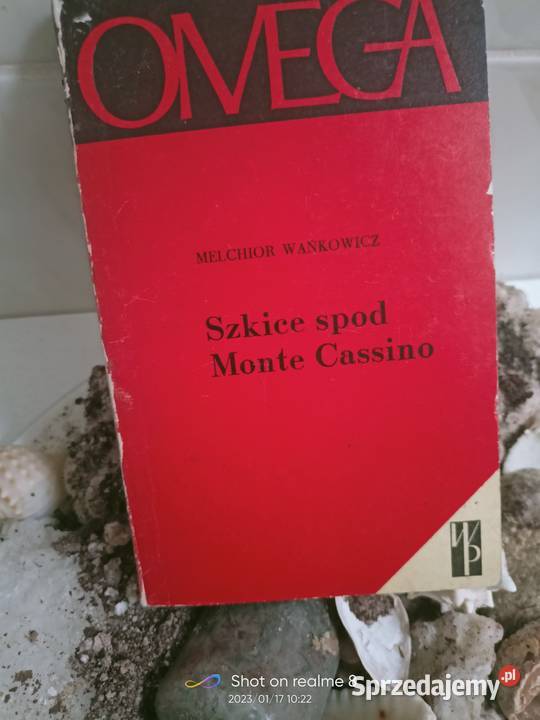 OMEGA
MELCHIOR WAŃKOWICZ
Szkice spod
Monte Cassino
WP
Shot on realme 8
2023/01/17 10:22
Sprzedajemy.pl